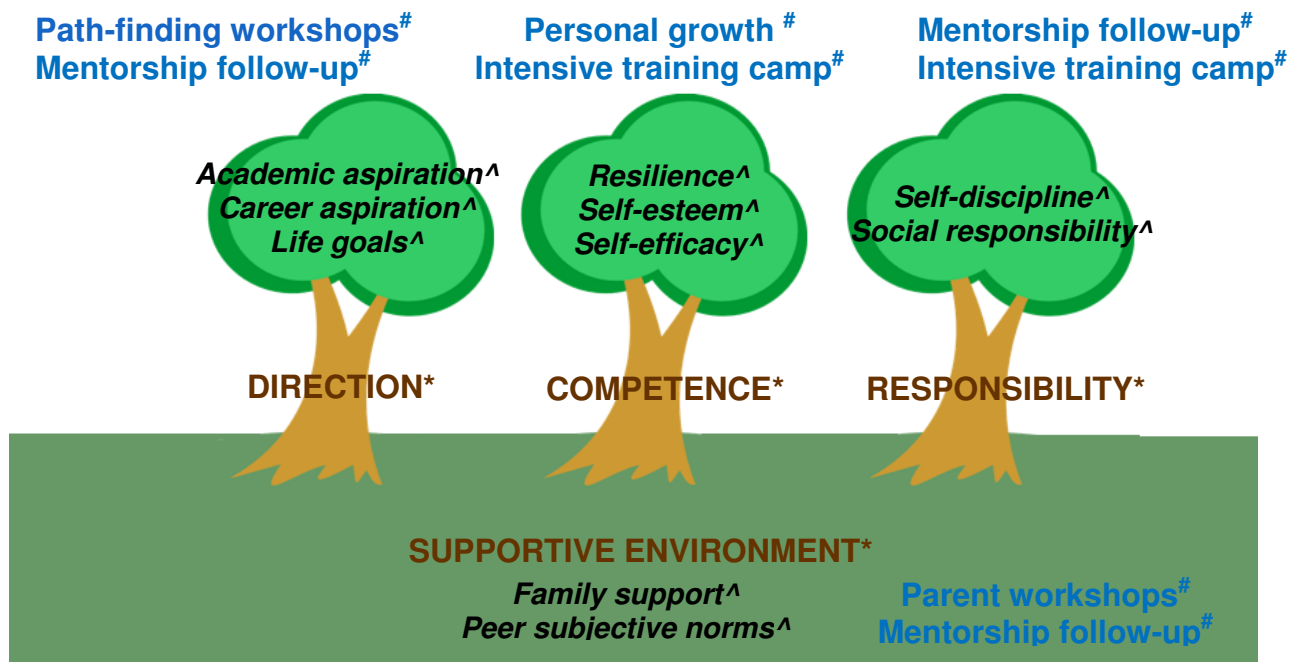 Path-finding workshops#
Mentorship follow-up#
Personal growth #
Intensive training camp#
Mentorship follow-up#
Intensive training camp#
Academic aspiration^
Career aspiration^
Life goals^
Resilience^
Self-esteem^
Self-efficacy^
Self-discipline^
Social responsibility^
DIRECTION*
COMPETENCE*
RESPONSIBILITY*
SUPPORTIVE ENVIRONMENT*
Family support^
Peer subjective norms^
Parent workshops#
Mentorship follow-up#